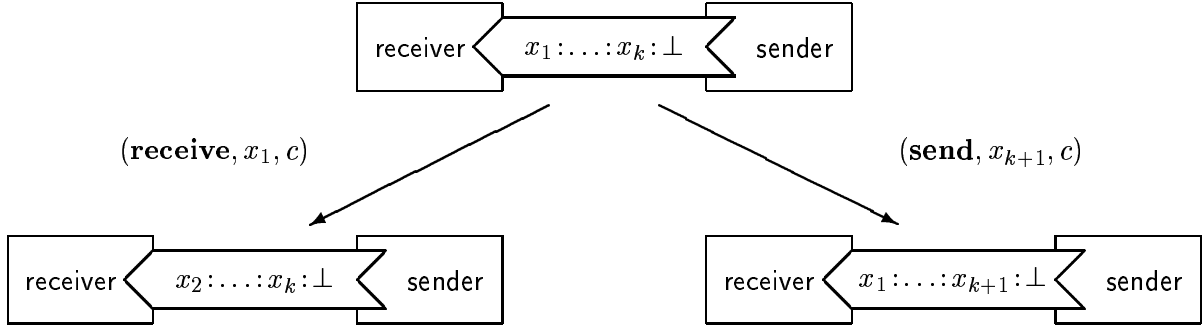 receiver x₁:...:xₖ:⊥ sender
(receive, x₁, c) (send, xₖ₊₁, c)
receiver x₂:...:xₖ:⊥ sender receiver x₁:...:xₖ₊₁:⊥ sender